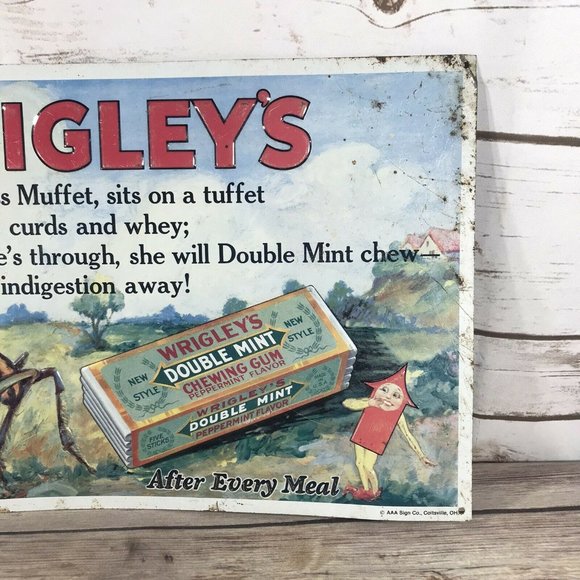 IGLEY'S
s Muffet, sits on a tuffet
curds and whey;
e's through, she will Double Mint chew—
indigestion away!
WRIGLEY'S
NEW STYLE DOUBLE MINT NEW STYLE
CHEWING GUM
PEPPERMINT FLAVOR
WRIGLEY'S
DOUBLE MINT
PEPPERMINT FLAVOR
FIVE STICKS
MADE IN U.S.A.
After Every Meal
© AAA Sign Co., Coitsville, OH.